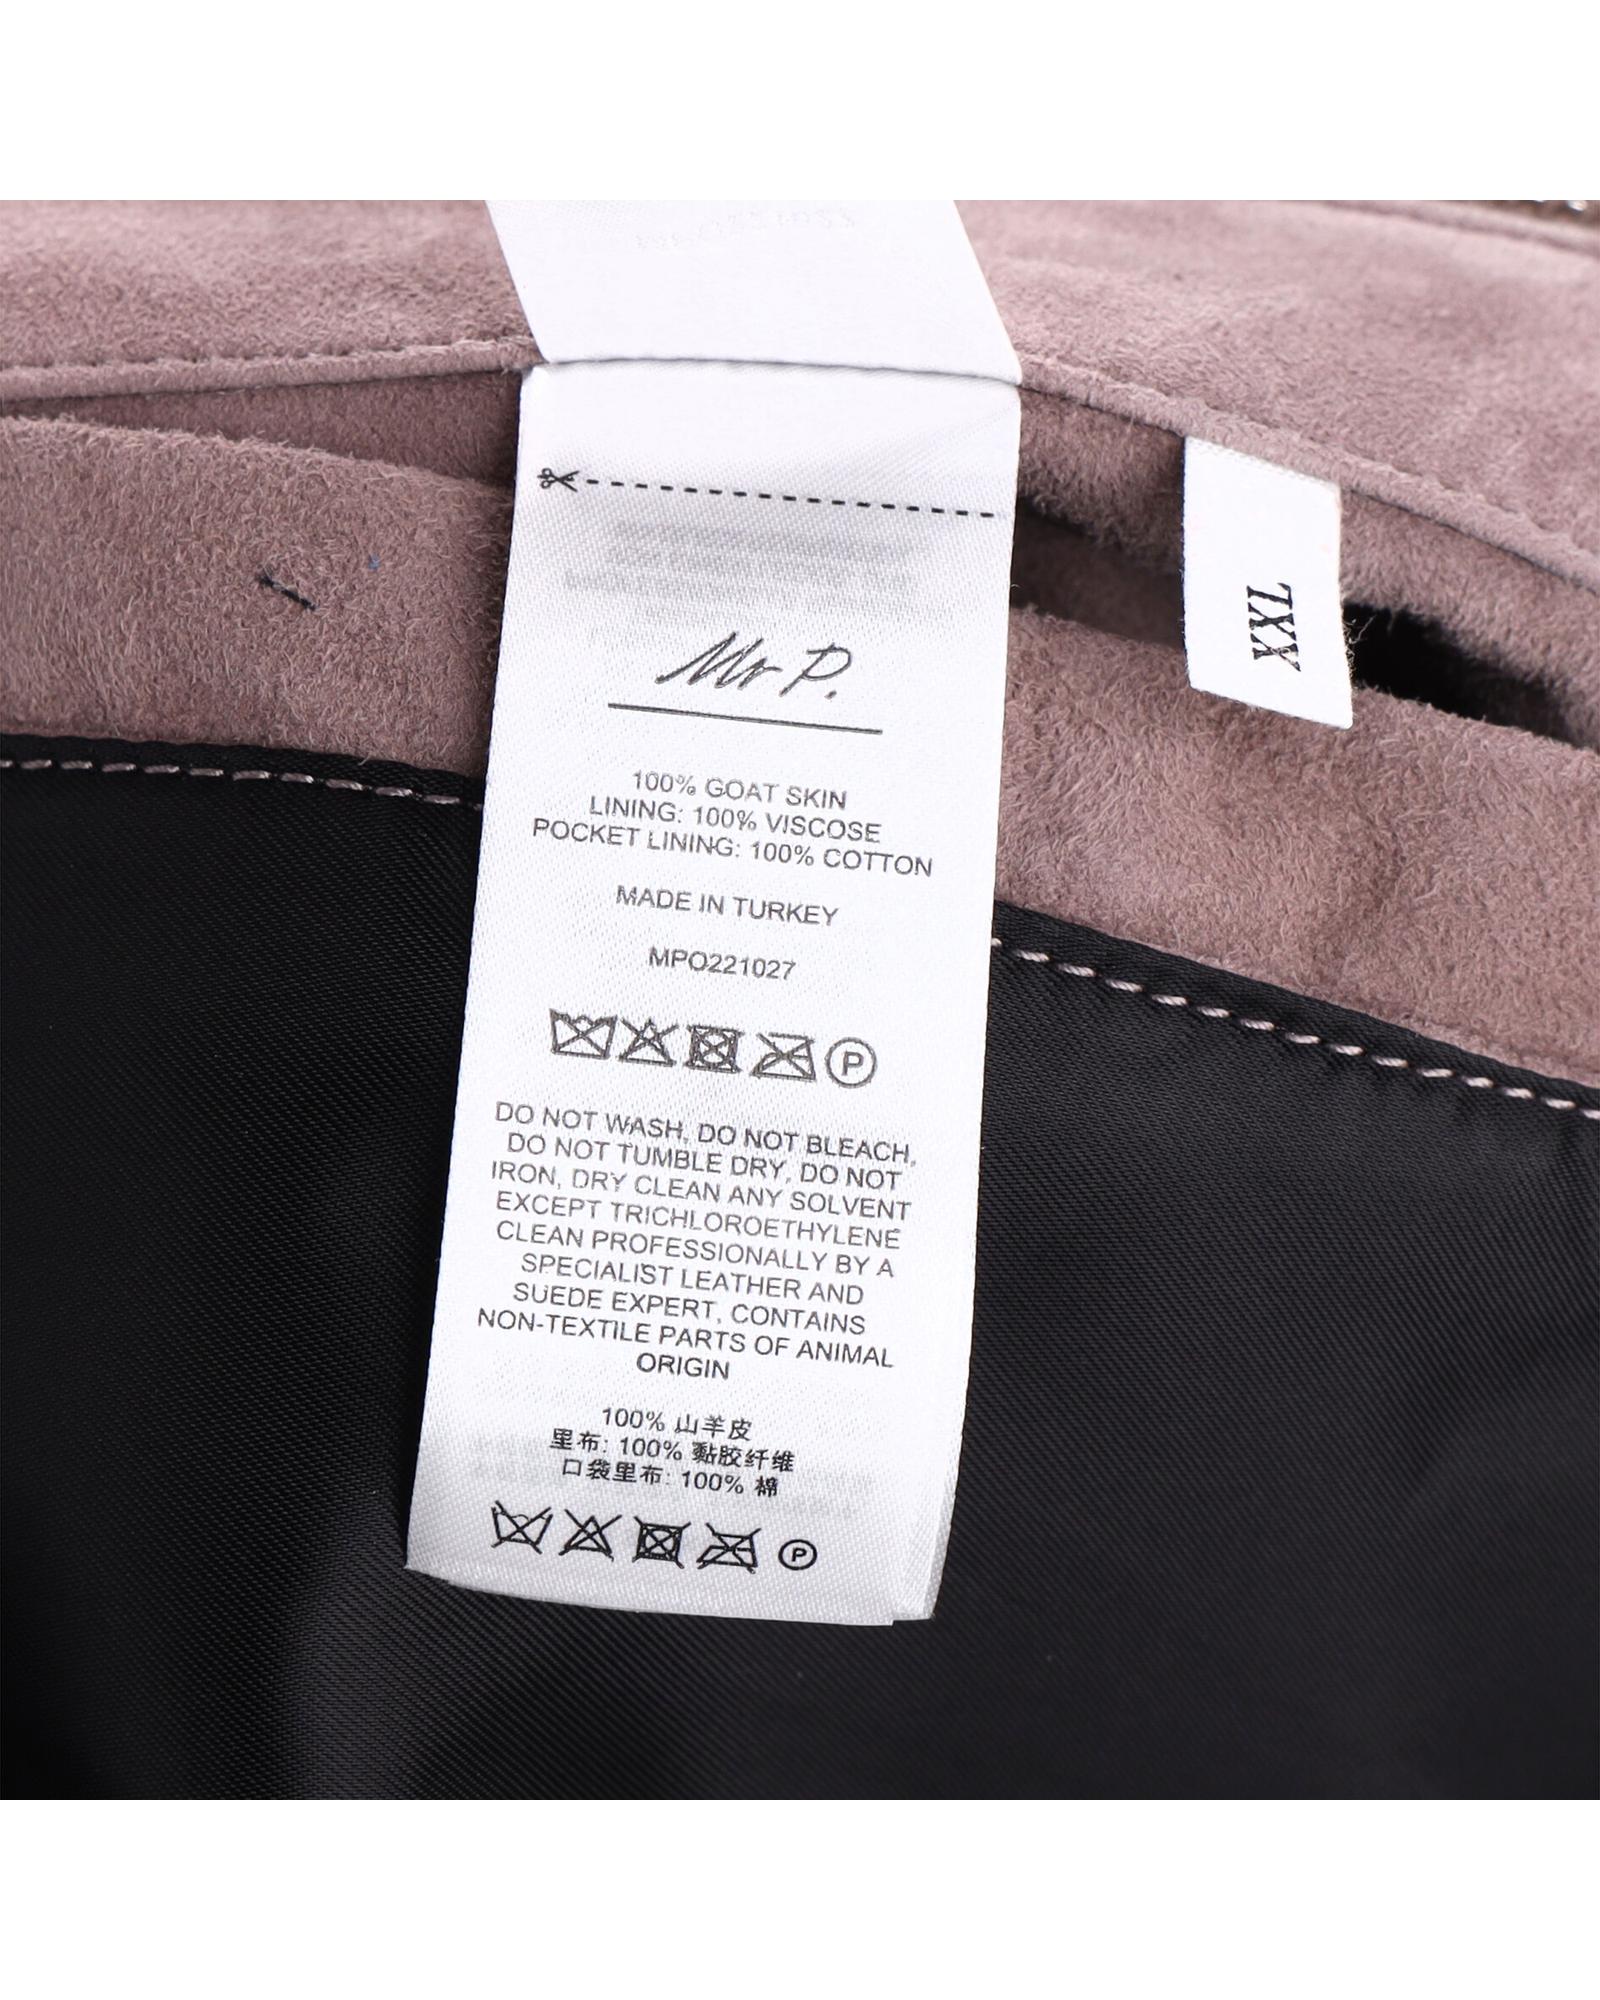 Mr P.
100% GOAT SKIN
LINING: 100% VISCOSE
POCKET LINING: 100% COTTON
MADE IN TURKEY
MPO221027
P
DO NOT WASH, DO NOT BLEACH,
DO NOT TUMBLE DRY, DO NOT
IRON, DRY CLEAN ANY SOLVENT
EXCEPT TRICHLOROETHYLENE
CLEAN PROFESSIONALLY BY A
SPECIALIST LEATHER AND
SUEDE EXPERT, CONTAINS
NON-TEXTILE PARTS OF ANIMAL
ORIGIN
100% 山羊皮
里布: 100% 黏胶纤维
口袋里布: 100% 棉
P
XXL